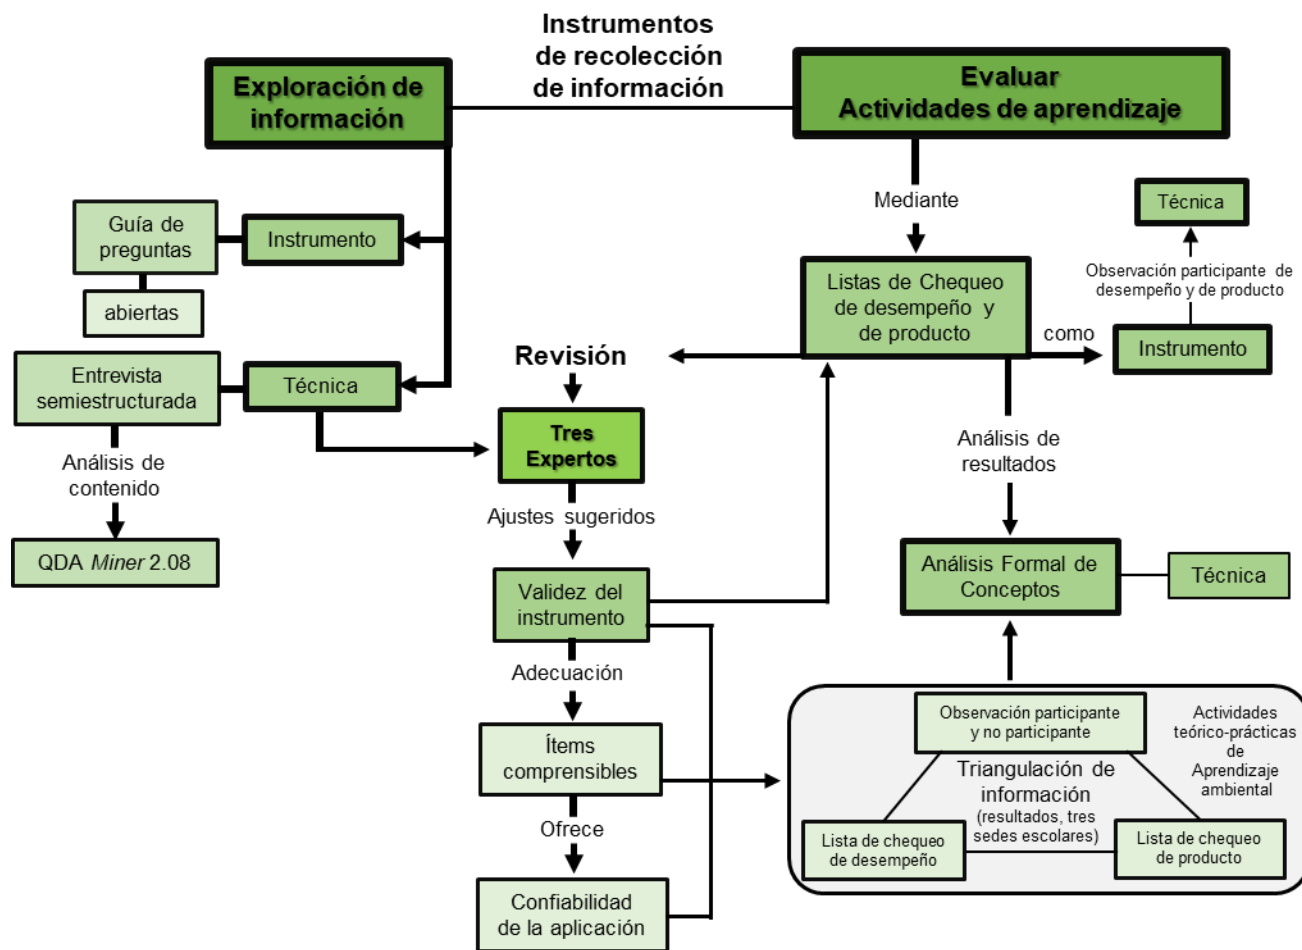 Instrumentos
de recolección
de información
Exploración de
información
Evaluar
Actividades de aprendizaje
Mediante
Técnica
Guía de
preguntas
Instrumento
abiertas
Observación participante de
desempeño y de producto
Listas de Chequeo
de desempeño y
de producto
como
Instrumento
Revisión
Entrevista
semiestructurada
Técnica
Tres
Expertos
Análisis de
contenido
Análisis de
resultados
Ajustes sugeridos
QDA Miner 2.08
Análisis Formal de
Conceptos
Técnica
Validez del
instrumento
Adecuación
Ítems
comprensibles
Ofrece
Confiabilidad
de la aplicación
Observación participante
y no participante
Actividades
teórico-prácticas
de
Aprendizaje
ambiental
Triangulación de
información
(resultados, tres
sedes escolares)
Lista de chequeo
de desempeño
Lista de chequeo
de producto